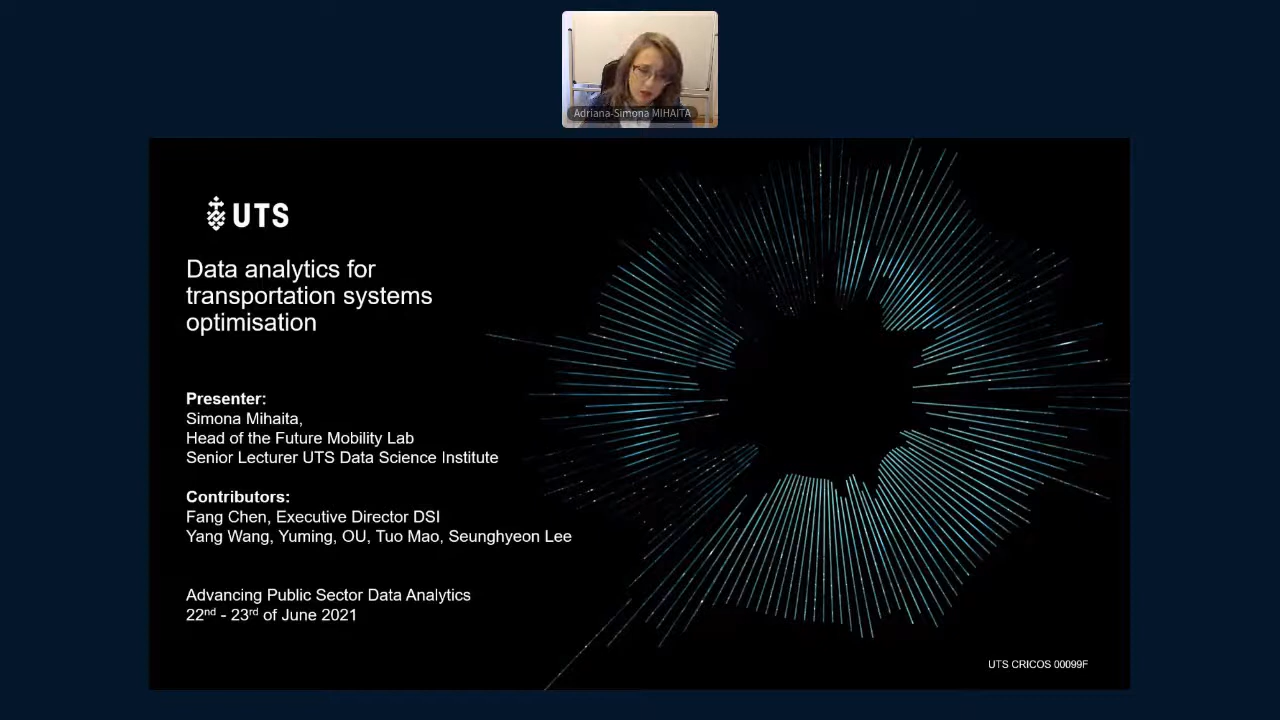 Adriana-Simona MIHAITA
UTS
Data analytics for
transportation systems
optimisation
Presenter:
Simona Mihaita,
Head of the Future Mobility Lab
Senior Lecturer UTS Data Science Institute
Contributors:
Fang Chen, Executive Director DSI
Yang Wang, Yuming, OU, Tuo Mao, Seunghyeon Lee
Advancing Public Sector Data Analytics
22nd - 23rd of June 2021
UTS CRICOS 00099F